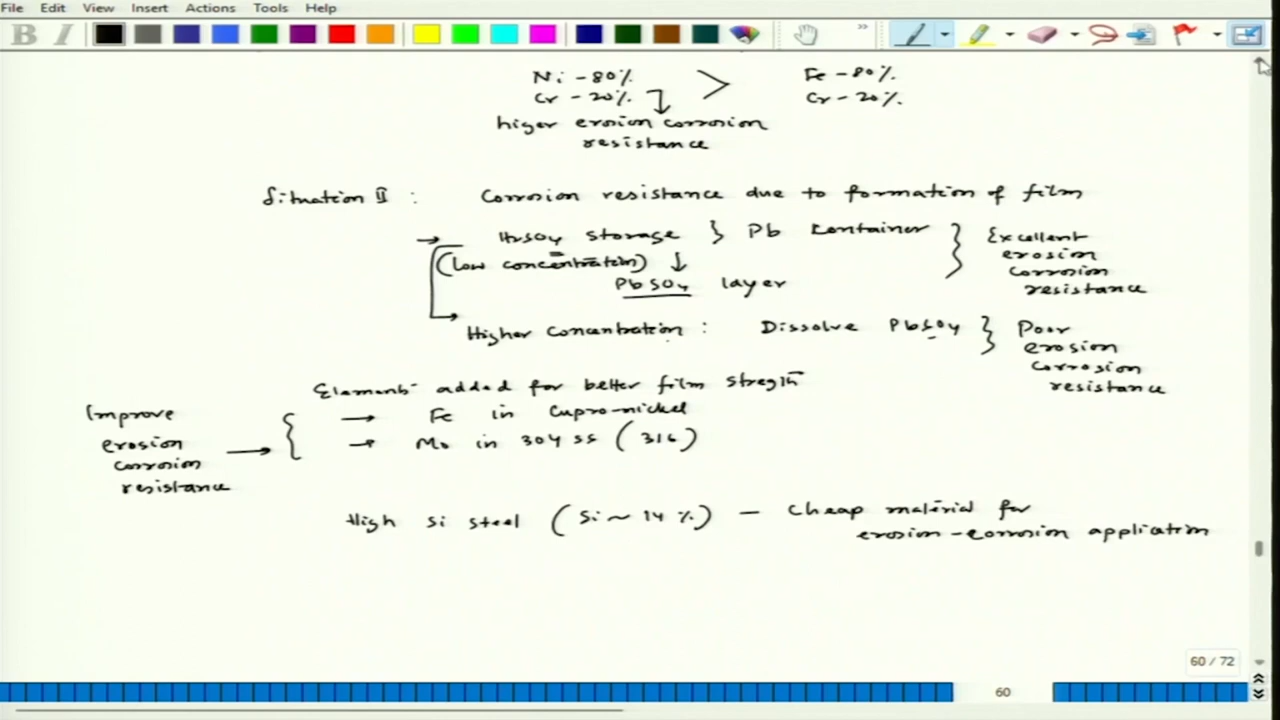 File Edit View Insert Actions Tools Help
B I
Ni - 80% > Fe - 80%
Cr - 20% Cr - 20%
higer erosion corrosion
resistance
Situation II : Corrosion resistance due to formation of film
→ H2SO4 storage } Pb Container } Excellent
(low concentration) ↓ erosion
PbSO4 layer corrosion
resistance
Higher Concentration : Dissolve PbSO4 } Poor
erosion
corrosion
resistance
Element added for better film stregth
Improve → Fe in Cupro-nickel
erosion → Mo in 304 SS (316)
corrosion
resistance
High Si steel (Si ~ 14%) — Cheap material for
erosion-corrosion application
60 / 72
60